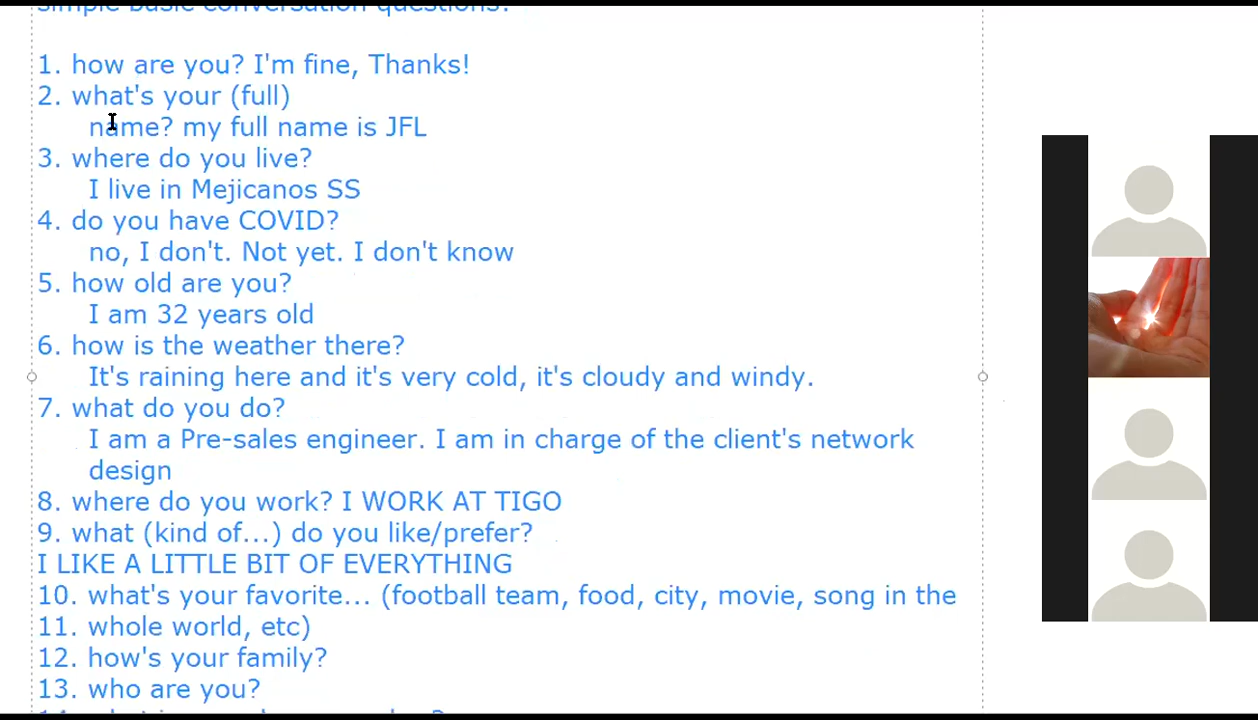 simple basic conversation questions?
1. how are you? I'm fine, Thanks!
2. what's your (full)
name? my full name is JFL
3. where do you live?
I live in Mejicanos SS
4. do you have COVID?
no, I don't. Not yet. I don't know
5. how old are you?
I am 32 years old
6. how is the weather there?
It's raining here and it's very cold, it's cloudy and windy.
7. what do you do?
I am a Pre-sales engineer. I am in charge of the client's network
design
8. where do you work? I WORK AT TIGO
9. what (kind of...) do you like/prefer?
I LIKE A LITTLE BIT OF EVERYTHING
10. what's your favorite... (football team, food, city, movie, song in the
11. whole world, etc)
12. how's your family?
13. who are you?